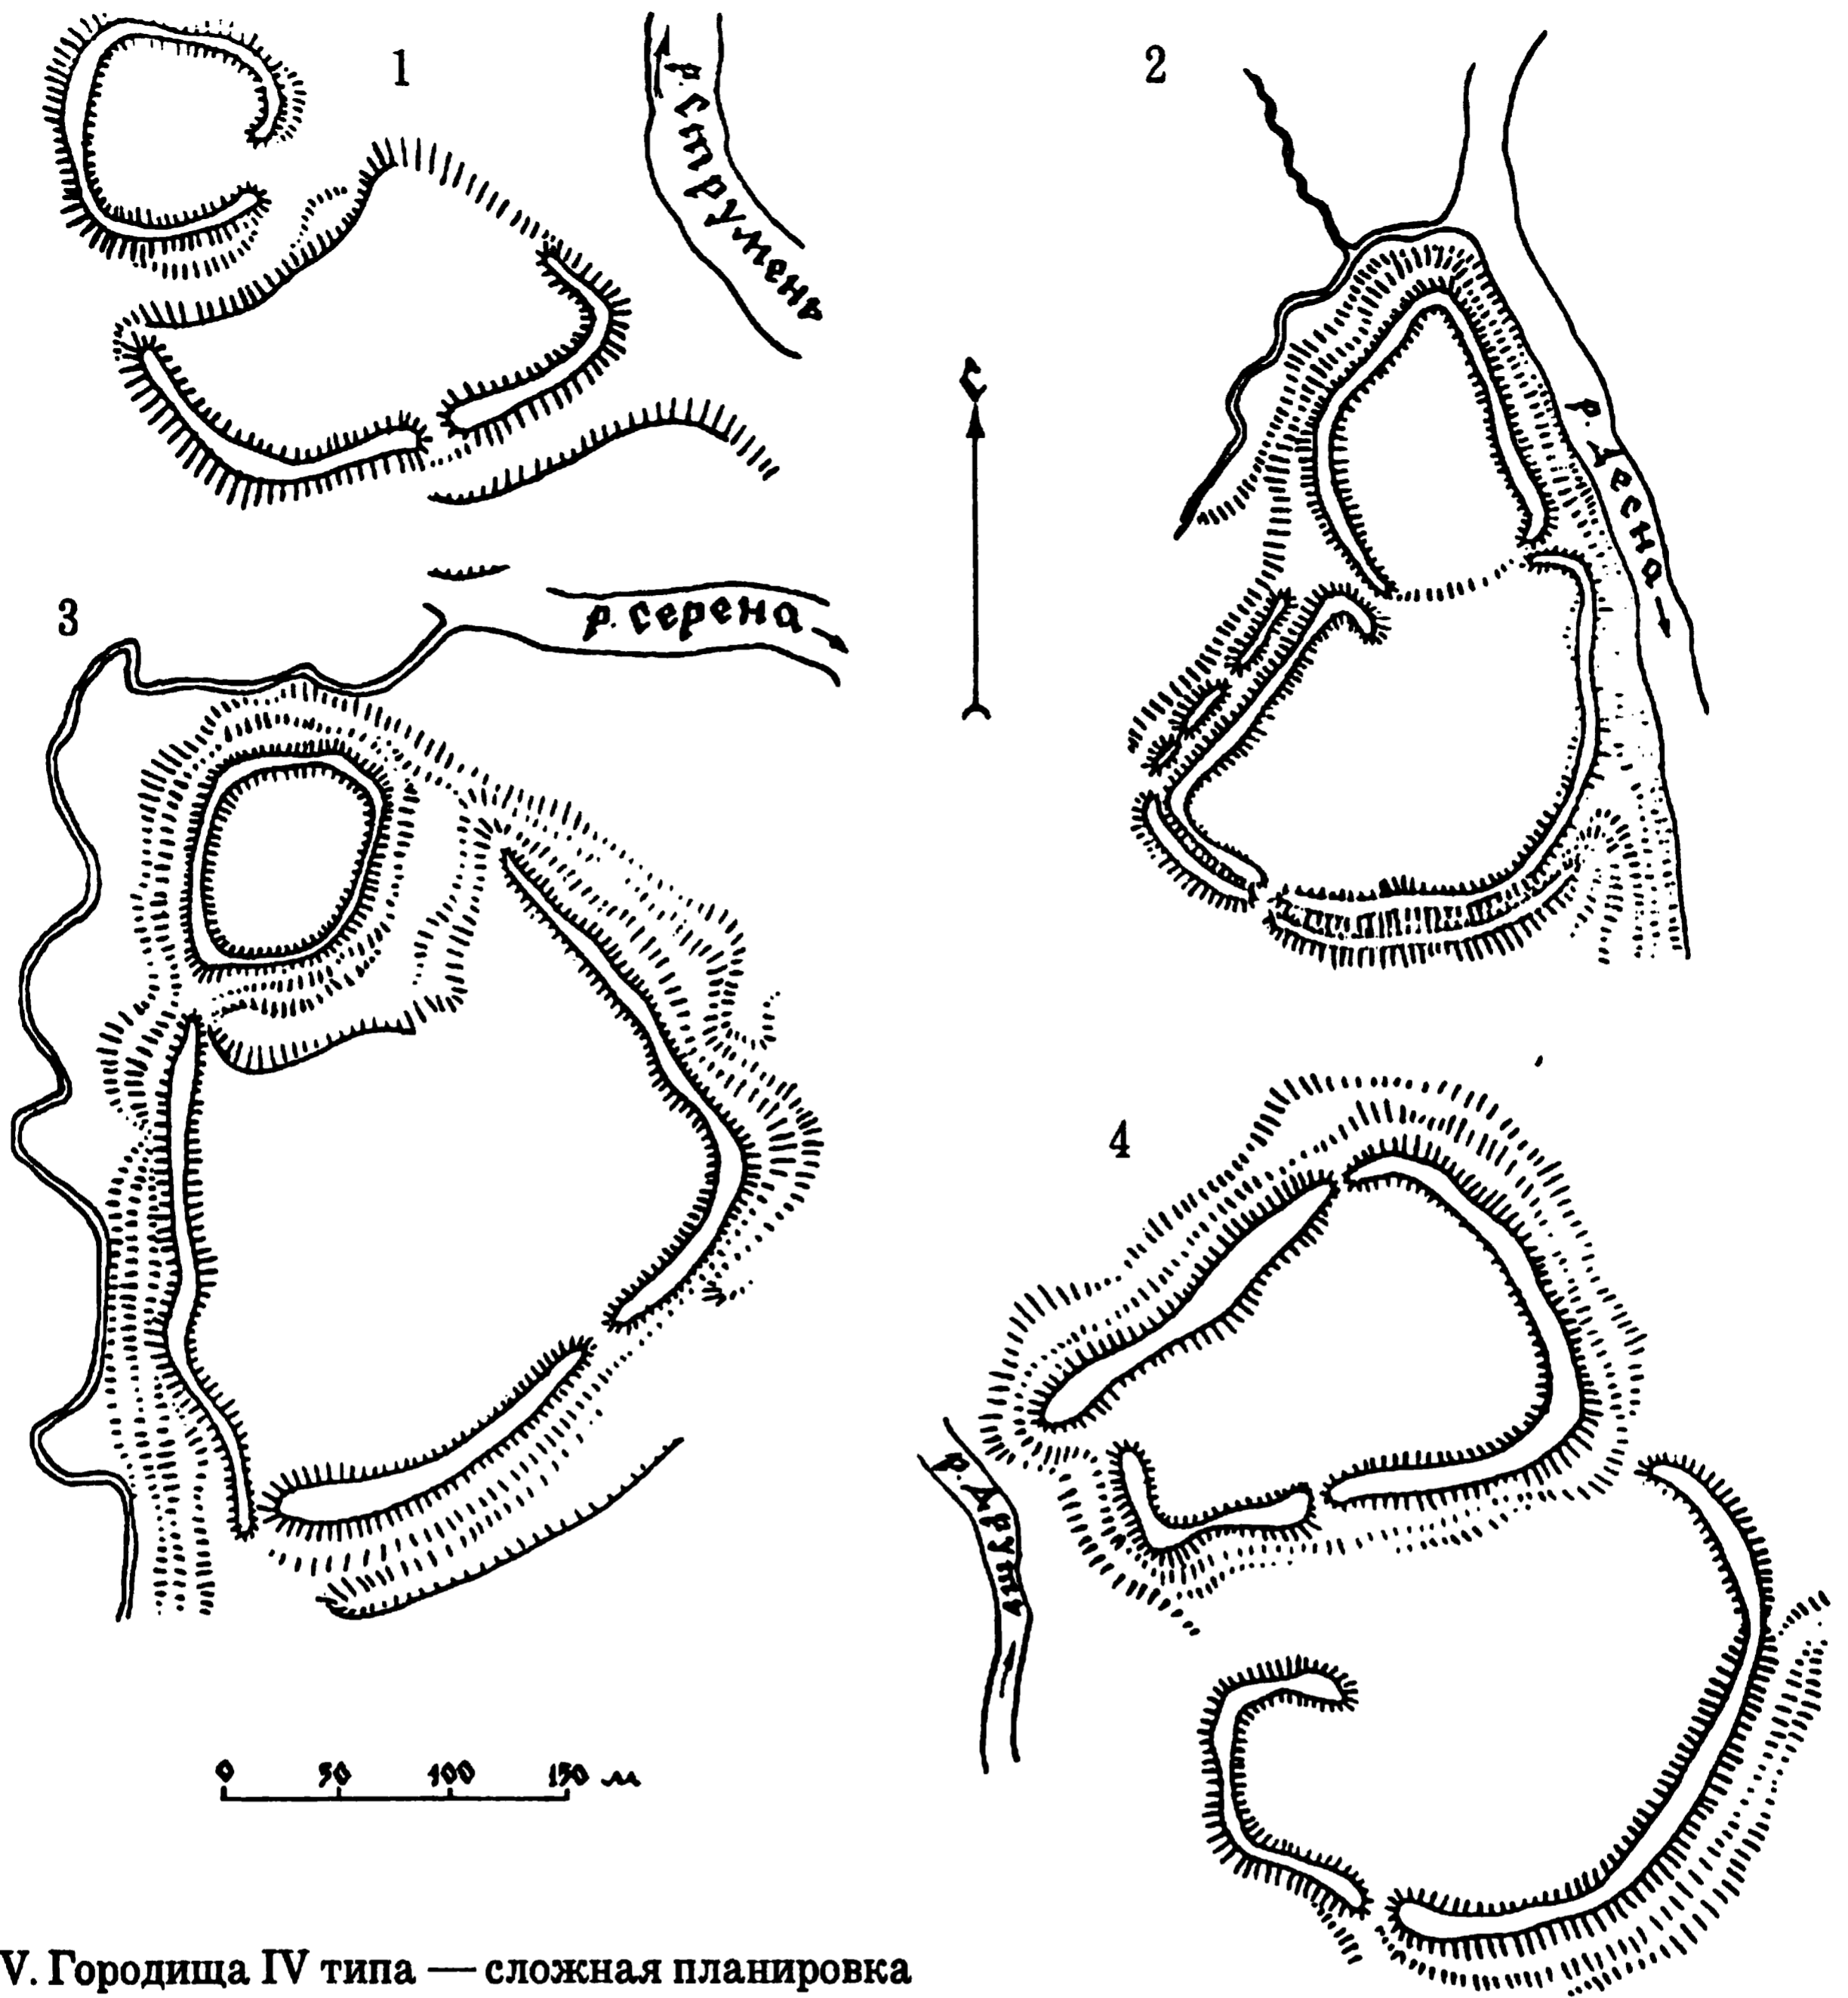 1
р. Струмень
2
С
р. Десна
3
р. Серена
4
р. Друть
0 50 100 150 м
V. Городища IV типа — сложная планировка